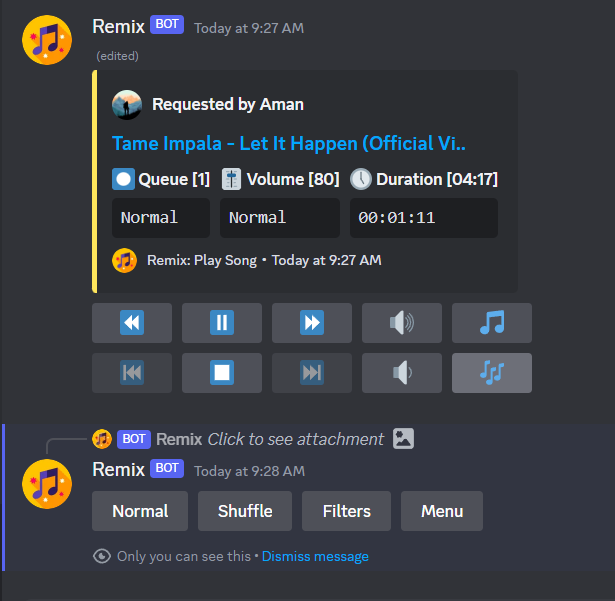 Remix BOT Today at 9:27 AM
(edited)
Requested by Aman
Tame Impala - Let It Happen (Official Vi..
Queue [1] Volume [80] Duration [04:17]
Normal Normal 00:01:11
Remix: Play Song • Today at 9:27 AM
BOT Remix Click to see attachment
Remix BOT Today at 9:28 AM
Normal Shuffle Filters Menu
Only you can see this • Dismiss message